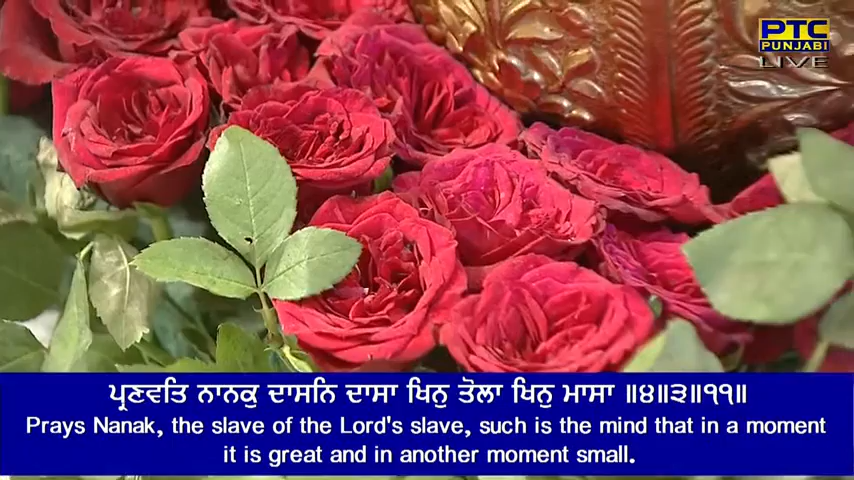 PTC
PUNJABI
LIVE
ਪ੍ਰਣਵਤਿ ਨਾਨਕੁ ਦਾਸਨਿ ਦਾਸਾ ਖਿਨੁ ਤੋਲਾ ਖਿਨੁ ਮਾਸਾ ॥੪॥੩॥੧੧॥
Prays Nanak, the slave of the Lord's slave, such is the mind that in a moment
it is great and in another moment small.